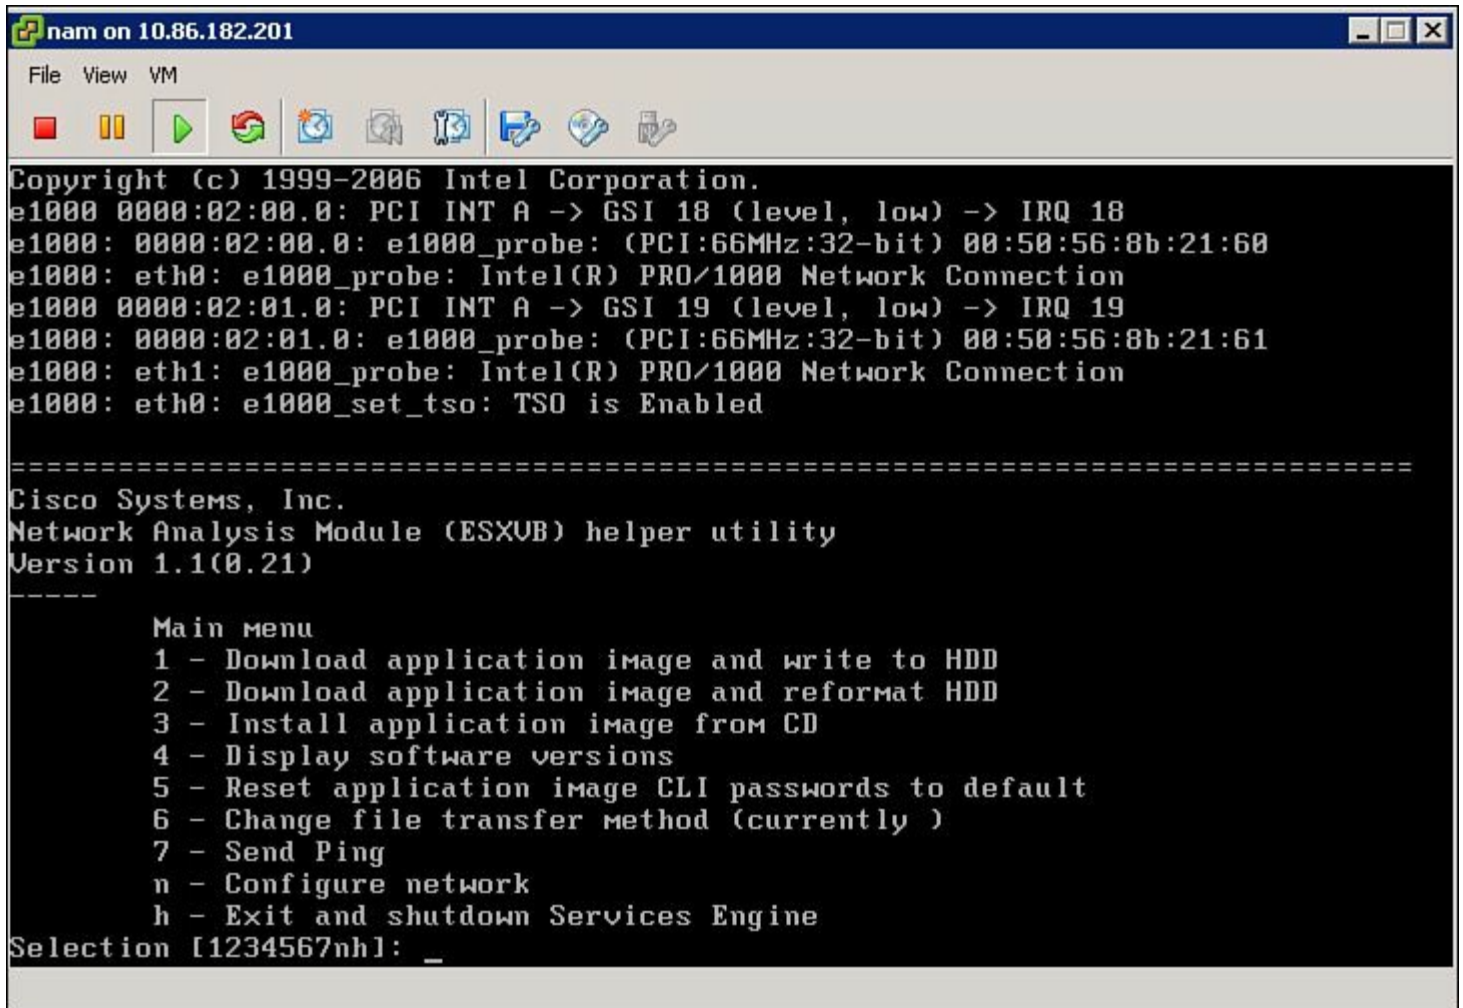 nam on 10.86.182.201
File View VM
Copyright (c) 1999-2006 Intel Corporation.
e1000 0000:02:00.0: PCI INT A -> GSI 18 (level, low) -> IRQ 18
e1000: 0000:02:00.0: e1000_probe: (PCI:66MHz:32-bit) 00:50:56:8b:21:60
e1000: eth0: e1000_probe: Intel(R) PRO/1000 Network Connection
e1000 0000:02:01.0: PCI INT A -> GSI 19 (level, low) -> IRQ 19
e1000: 0000:02:01.0: e1000_probe: (PCI:66MHz:32-bit) 00:50:56:8b:21:61
e1000: eth1: e1000_probe: Intel(R) PRO/1000 Network Connection
e1000: eth0: e1000_set_tso: TSO is Enabled
==============================================================================
Cisco Systems, Inc.
Network Analysis Module (ESXVB) helper utility
Version 1.1(0.21)
-----
Main menu
1 - Download application image and write to HDD
2 - Download application image and reformat HDD
3 - Install application image from CD
4 - Display software versions
5 - Reset application image CLI passwords to default
6 - Change file transfer method (currently )
7 - Send Ping
n - Configure network
h - Exit and shutdown Services Engine
Selection [1234567nh]: _